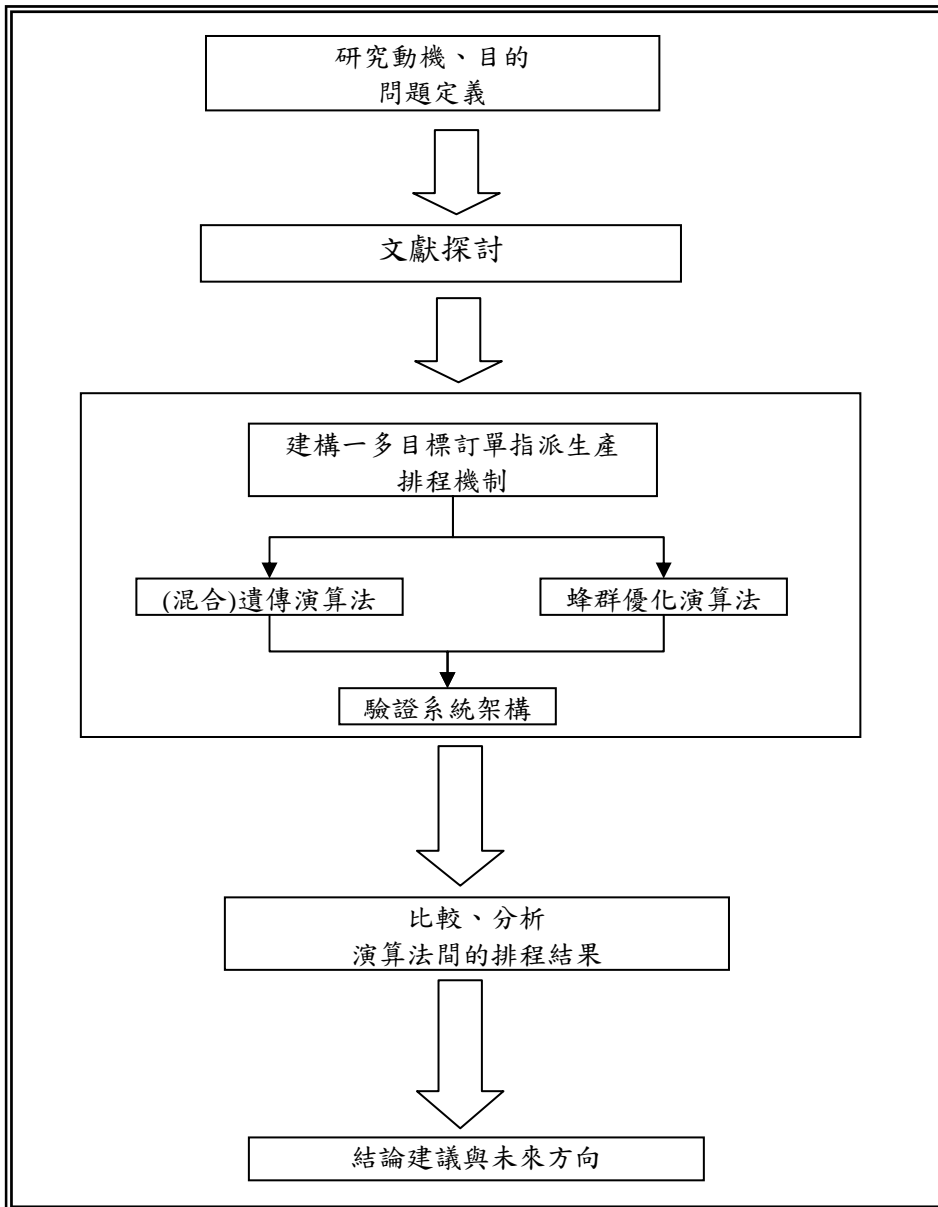 研究動機、目的
問題定義
文獻探討
建構一多目標訂單指派生產
排程機制
(混合)遺傳演算法
蜂群優化演算法
驗證系統架構
比較、分析
演算法間的排程結果
結論建議與未來方向